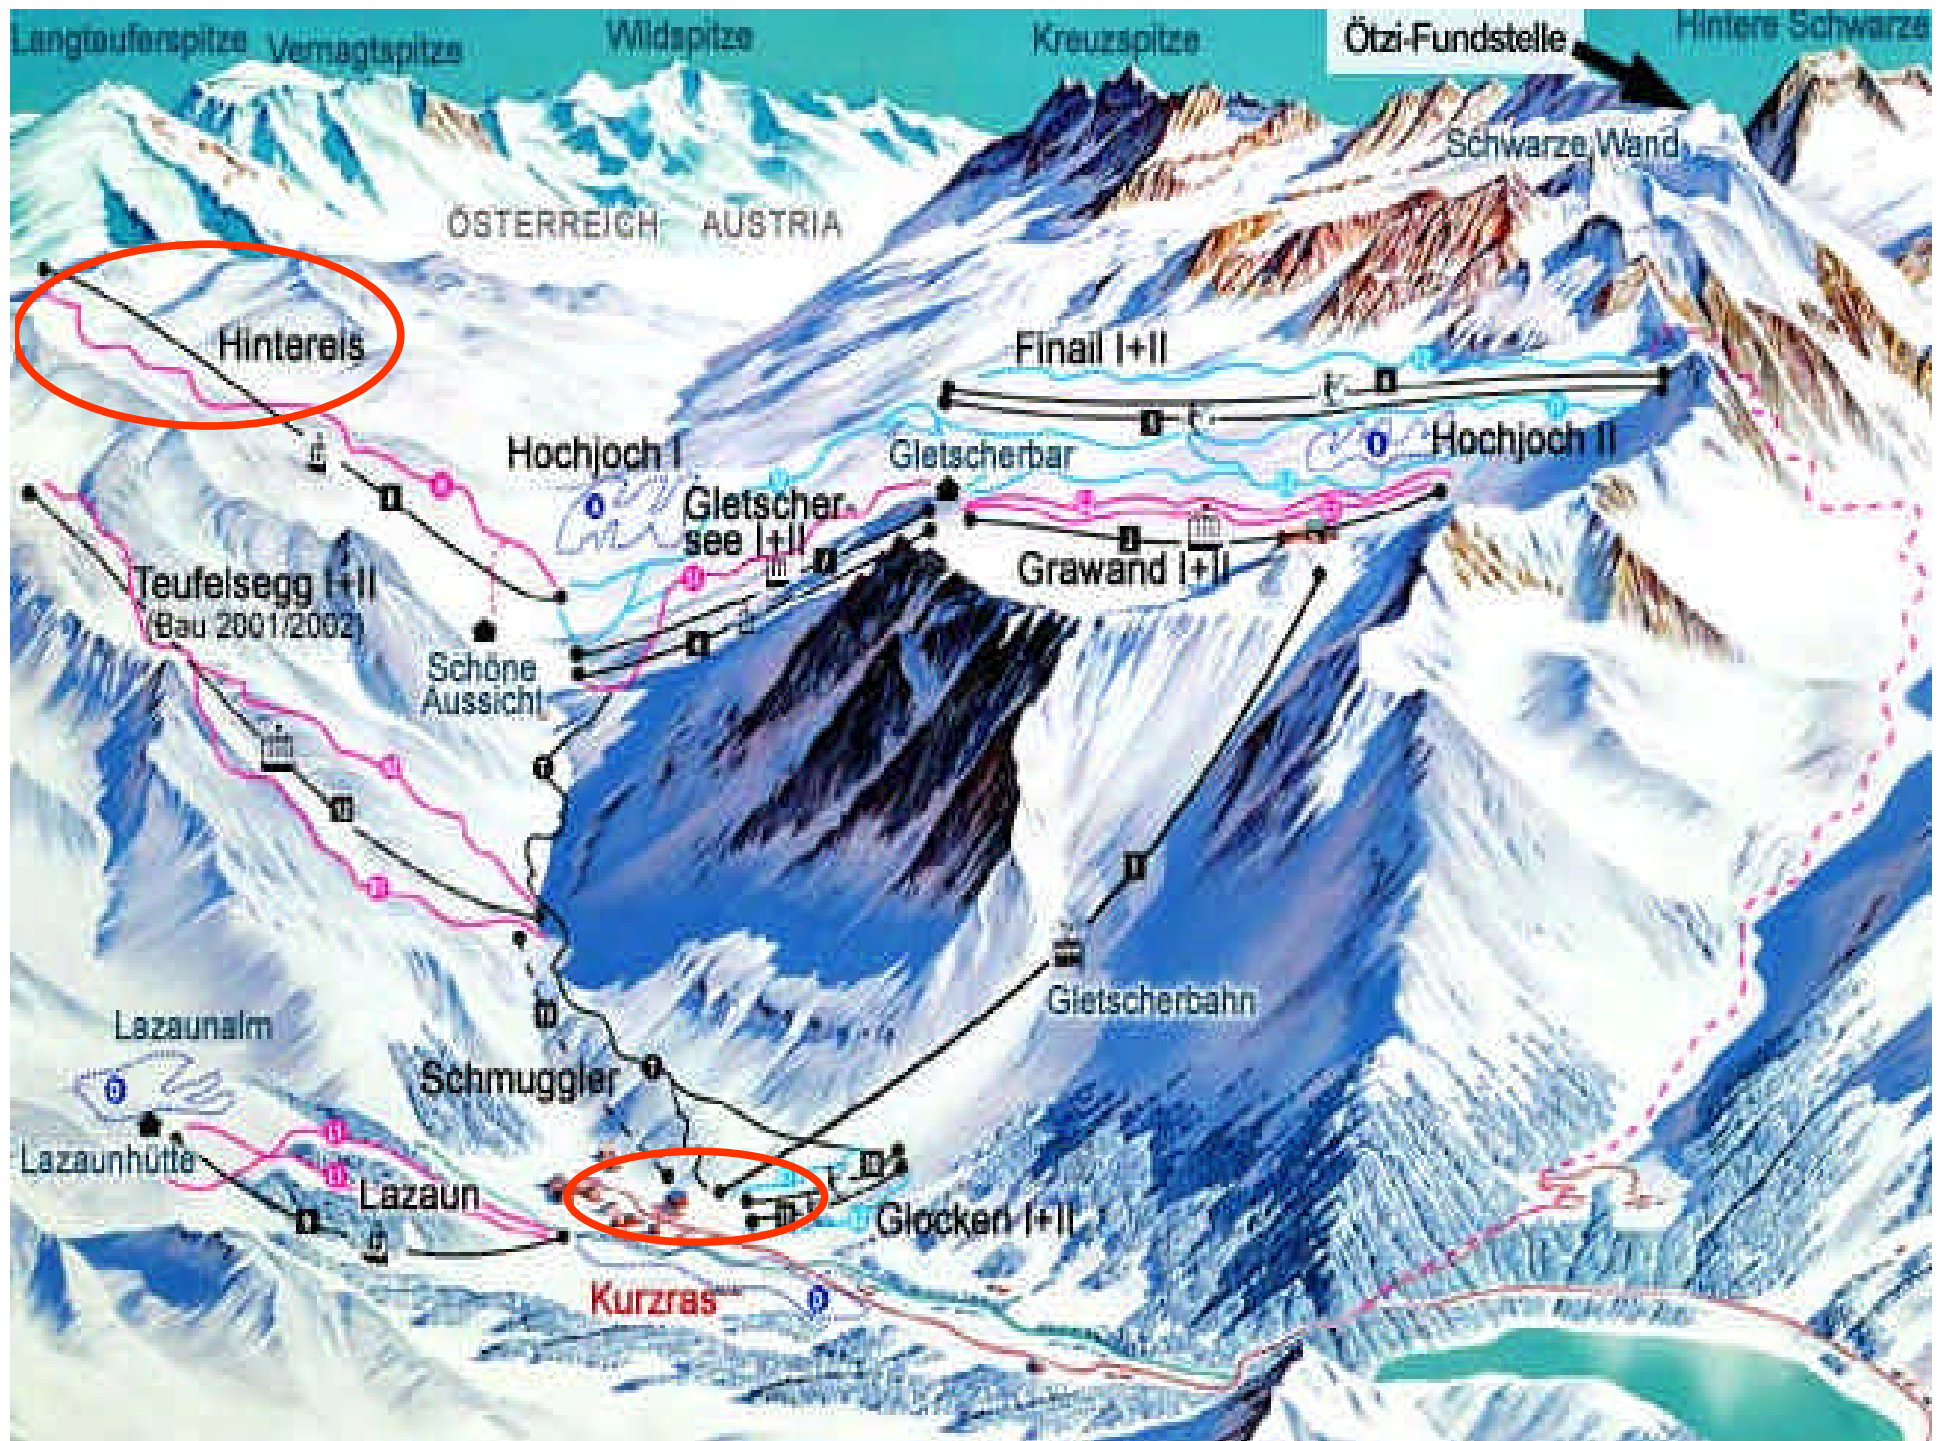 Langtauferspitze
Vernagtspitze
Wildspitze
Kreuzspitze
Ötzi-Fundstelle
Hintere Schwarze
Schwarze Wand
ÖSTERREICH AUSTRIA
Hintereis
Finail I+II
Hochjoch I
Gletscherbar
Hochjoch II
Gletscher-
see I+II
Grawand I+II
Teufelsegg I+II
(Bau 2001/2002)
Schöne
Aussicht
Gletscherbahn
Lazaunalm
Schmuggler
Lazaunhütte
Lazaun
Glocken I+II
Kurzras